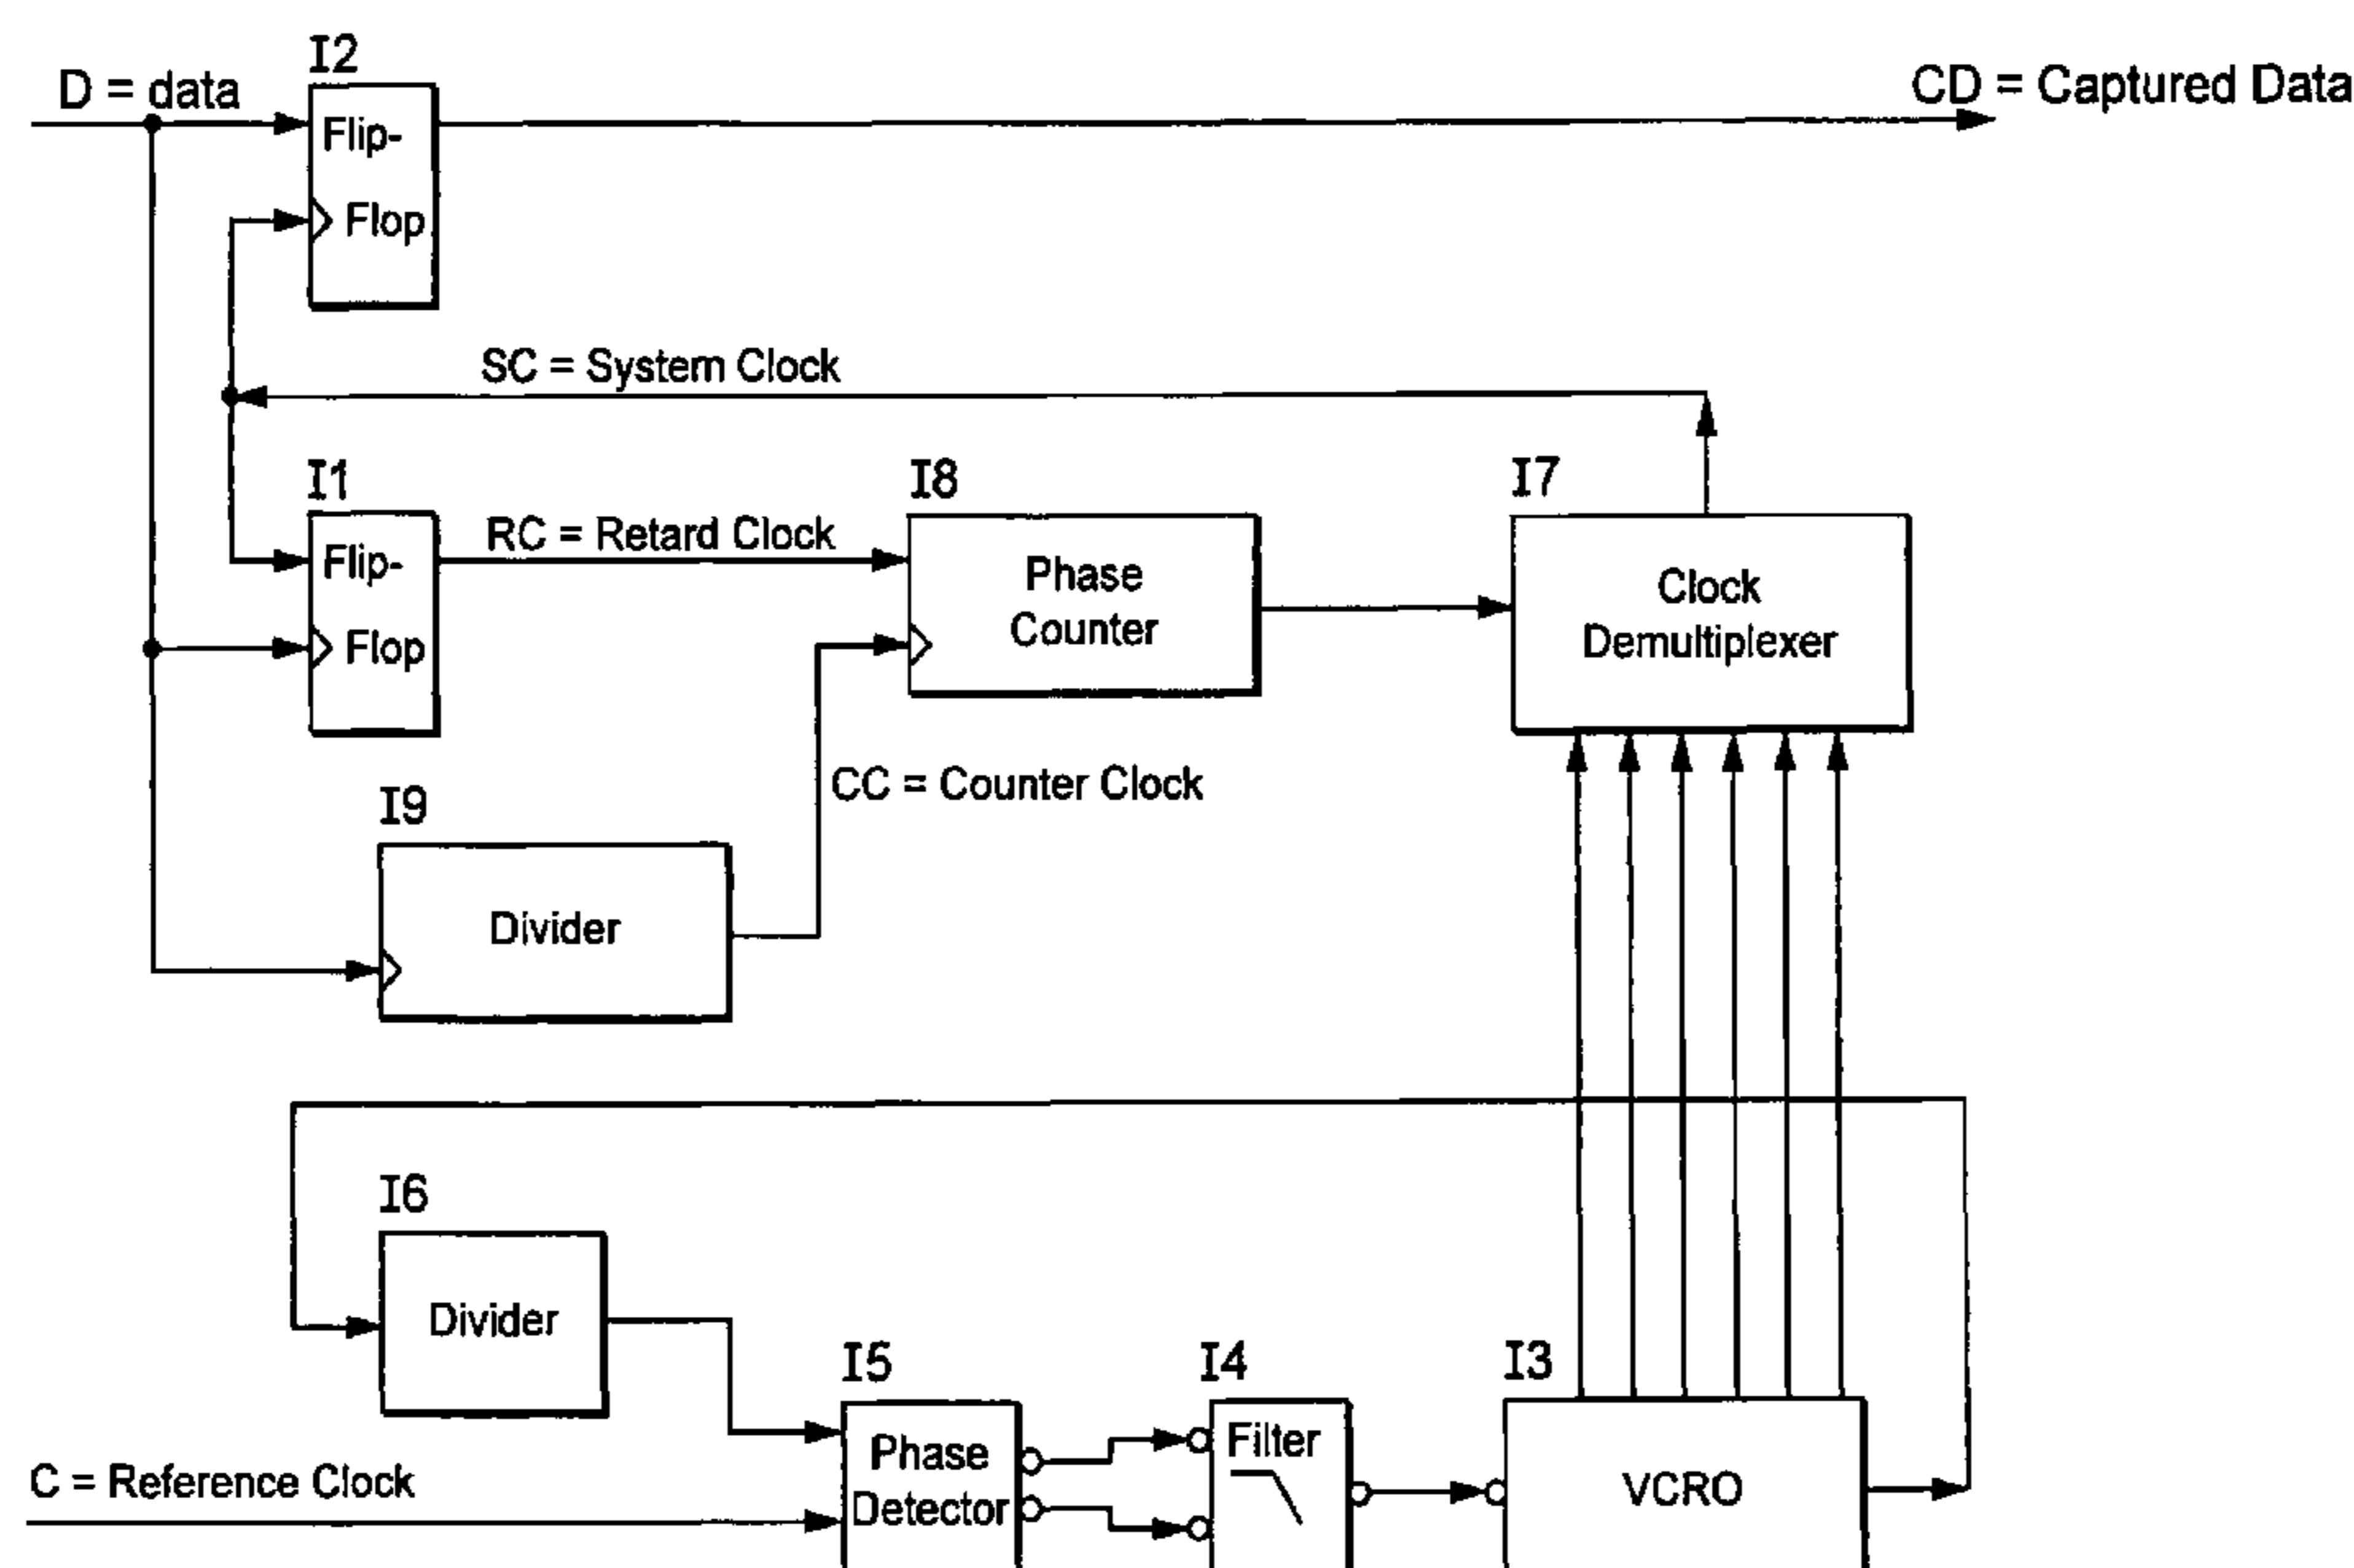 I2
D = data
CD = Captured Data
Flip-
Flop
SC = System Clock
I1
I8
I7
RC = Retard Clock
Flip-
Flop
Phase
Counter
Clock
Demultiplexer
CC = Counter Clock
I9
Divider
I6
Divider
I5
I4
I3
Phase
Detector
Filter
VCRO
C = Reference Clock